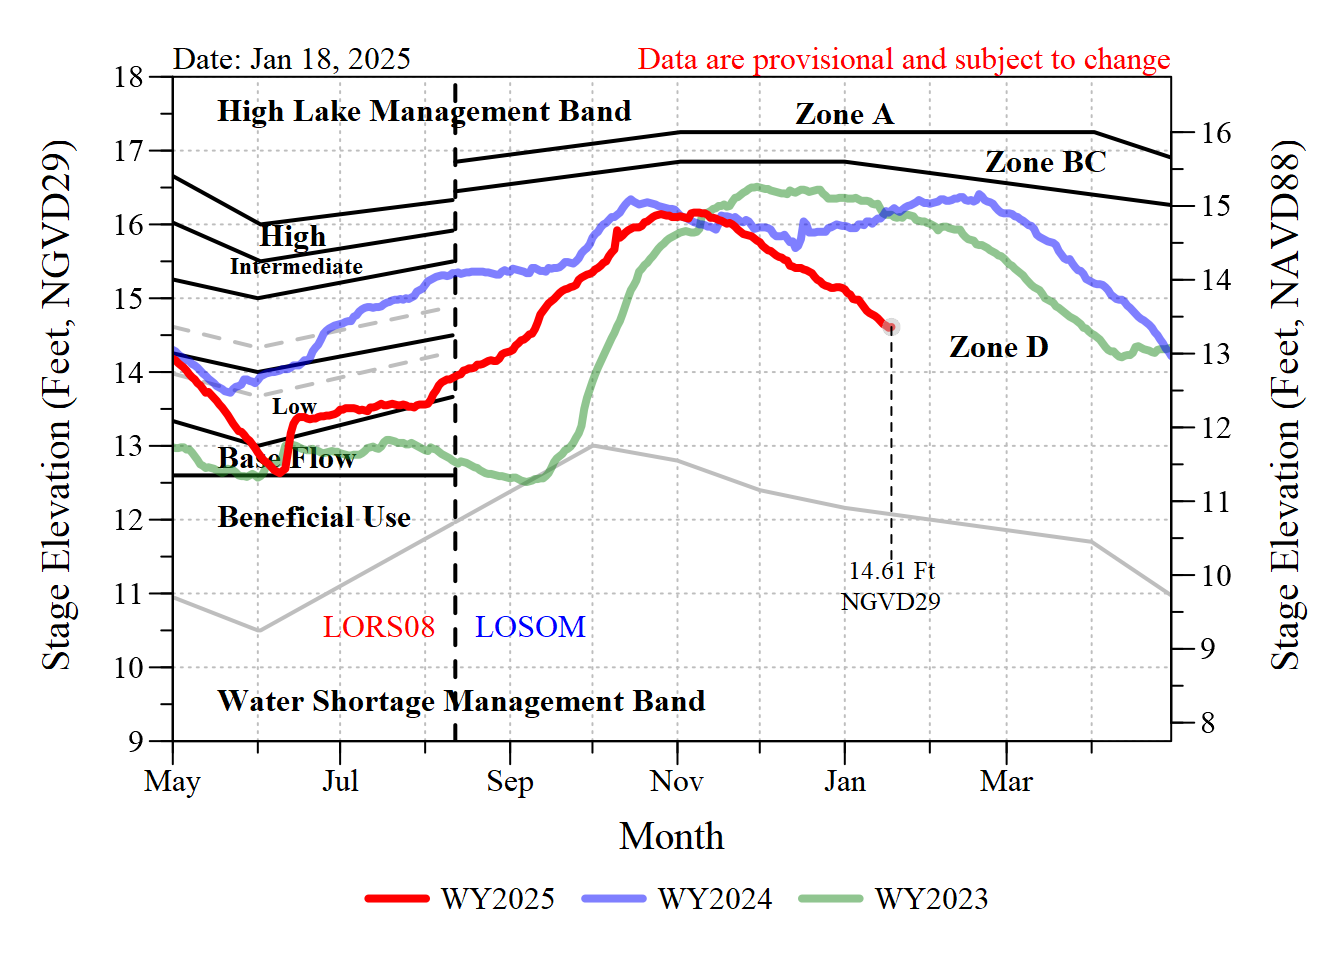 Date: Jan 18, 2025
Data are provisional and subject to change
18
17
16
15
14
13
12
11
10
9
Stage Elevation (Feet, NGVD29)
High Lake Management Band
Zone A
Zone BC
High
Intermediate
Zone D
Low
Base Flow
Beneficial Use
14.61 Ft
NGVD29
LORS08
LOSOM
Water Shortage Management Band
16
15
14
13
12
11
10
9
8
Stage Elevation (Feet, NAVD88)
May
Jul
Sep
Nov
Jan
Mar
Month
WY2025
WY2024
WY2023